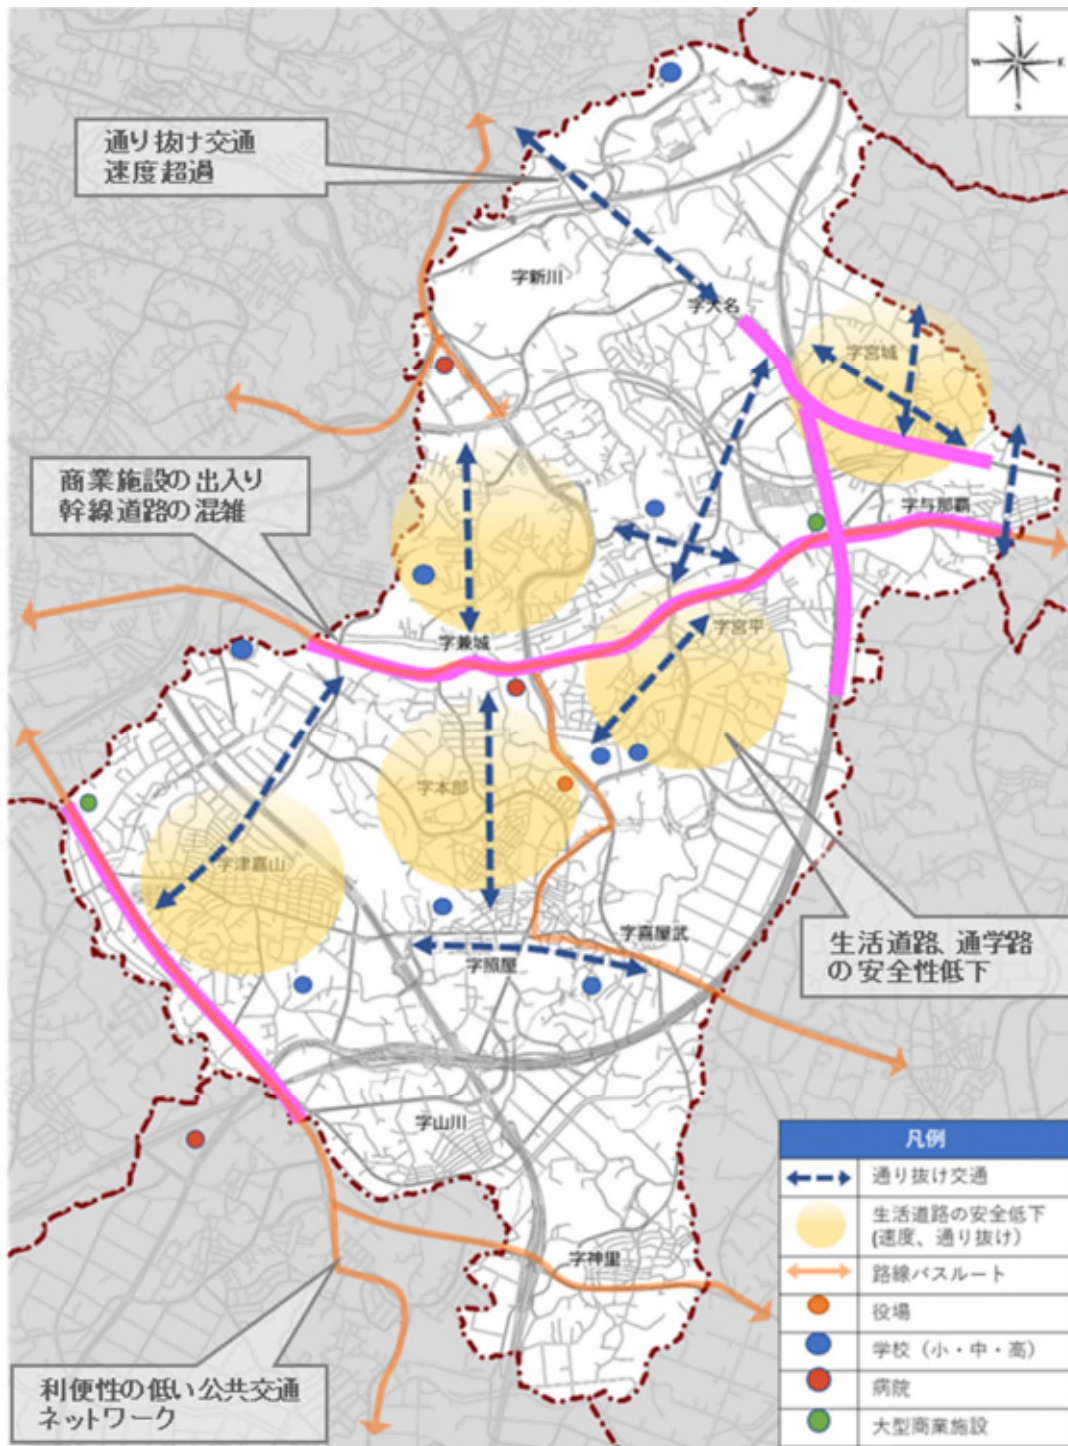 N
W
E
S
通り抜け交通
速度超過
字新川
字大名
字宮城
商業施設の出入り
幹線道路の混雑
字与那覇
字兼城
字宮平
字本部
字津嘉山
字喜屋武
字照屋
生活道路、通学路
の安全性低下
字山川
字神里
利便性の低い公共交通
ネットワーク
凡例
通り抜け交通
生活道路の安全低下
(速度、通り抜け)
路線バスルート
役場
学校（小・中・高）
病院
大型商業施設